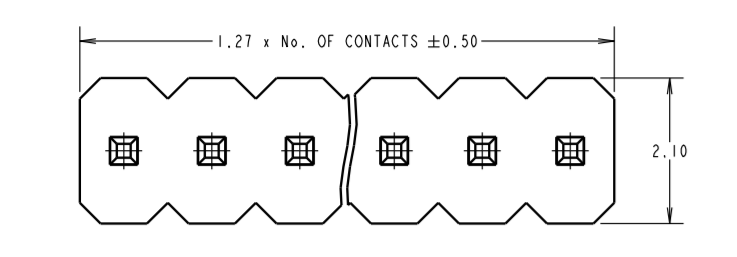 1.27 x No. OF CONTACTS ±0.50
2.10